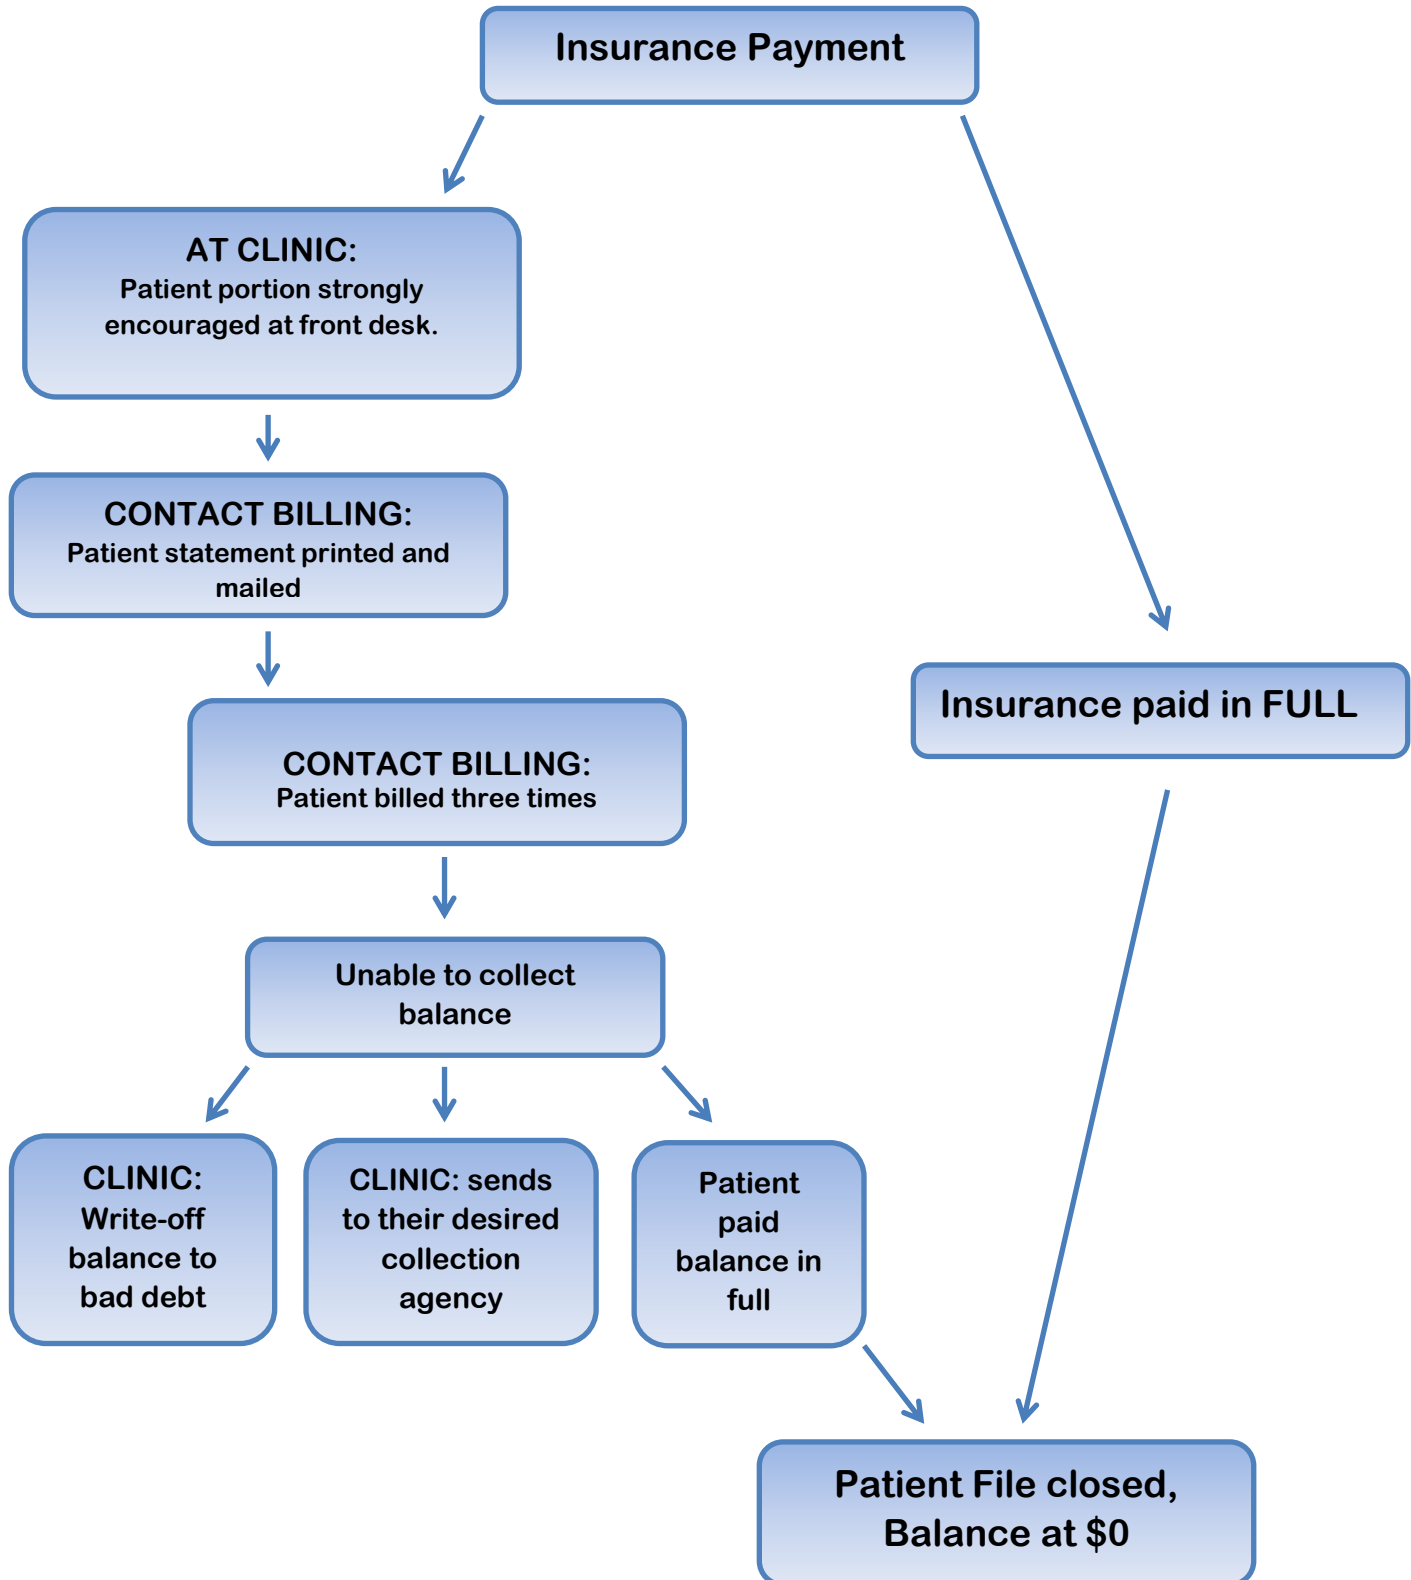 Insurance Payment
AT CLINIC:
Patient portion strongly
encouraged at front desk.
CONTACT BILLING:
Patient statement printed and
mailed
Insurance paid in FULL
CONTACT BILLING:
Patient billed three times
Unable to collect
balance
CLINIC:
Write-off
balance to
bad debt
CLINIC: sends
to their desired
collection
agency
Patient
paid
balance in
full
Patient File closed,
Balance at $0